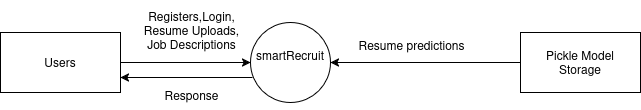 Registers,Login,
Resume Uploads,
Job Descriptions
Users
smartRecruit
Resume predictions
Pickle Model
Storage
Response